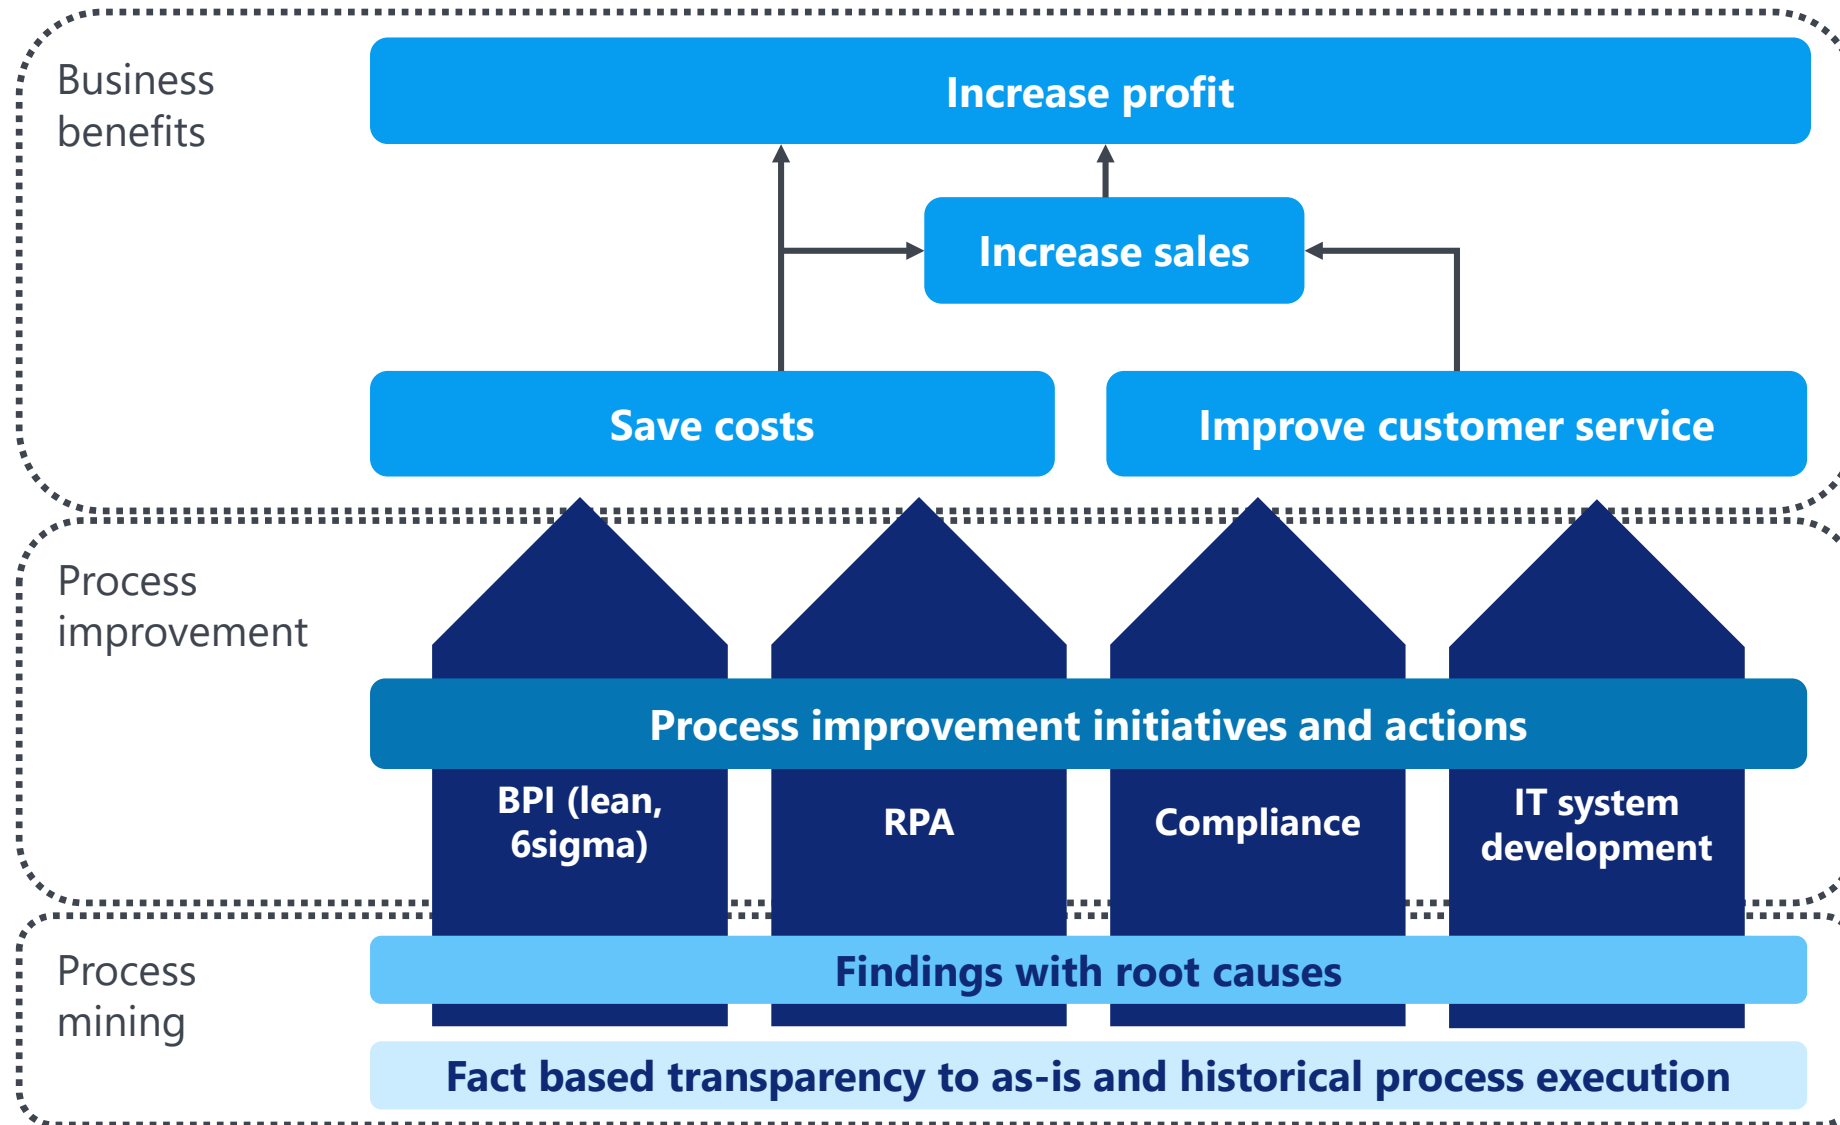 Business
benefits
Increase profit
Increase sales
Save costs
Improve customer service
Process
improvement
Process improvement initiatives and actions
BPI (lean,
6sigma)
RPA
Compliance
IT system
development
Process
mining
Findings with root causes
Fact based transparency to as-is and historical process execution